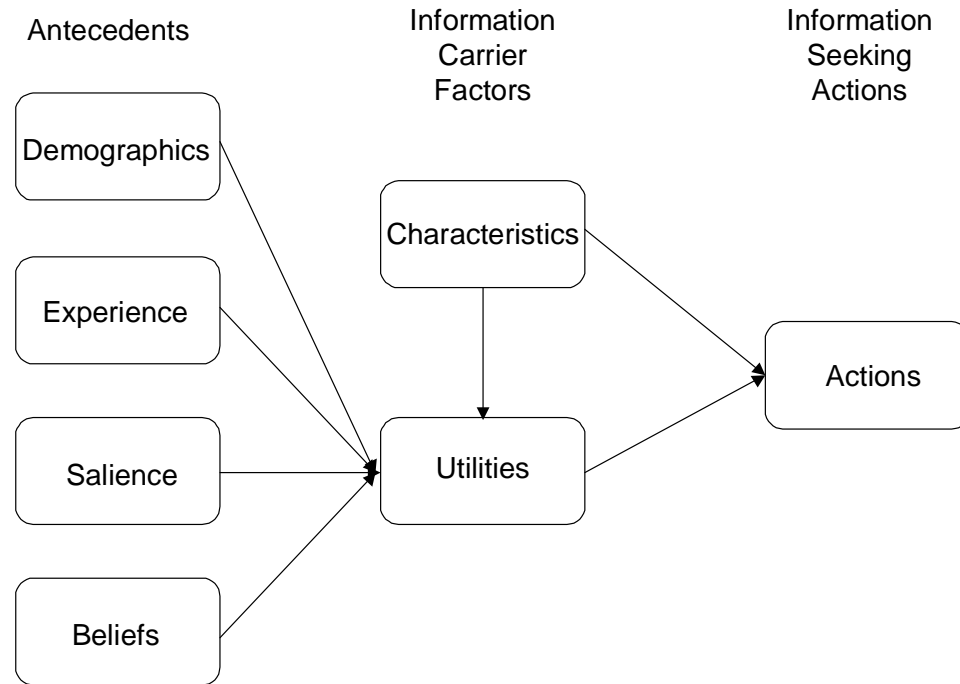 Antecedents
Information
Carrier
Factors
Information
Seeking
Actions
Demographics
Experience
Salience
Beliefs
Characteristics
Utilities
Actions